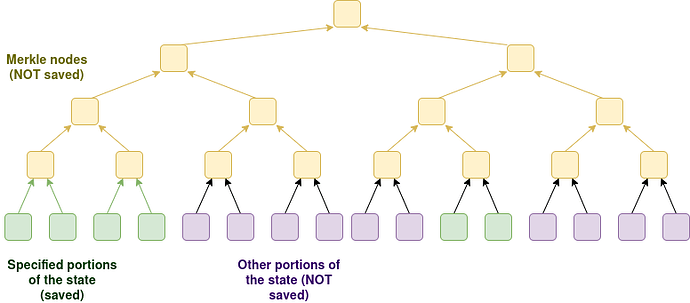 Merkle nodes
(NOT saved)
Specified portions
of the state
(saved)
Other portions of
the state (NOT
saved)